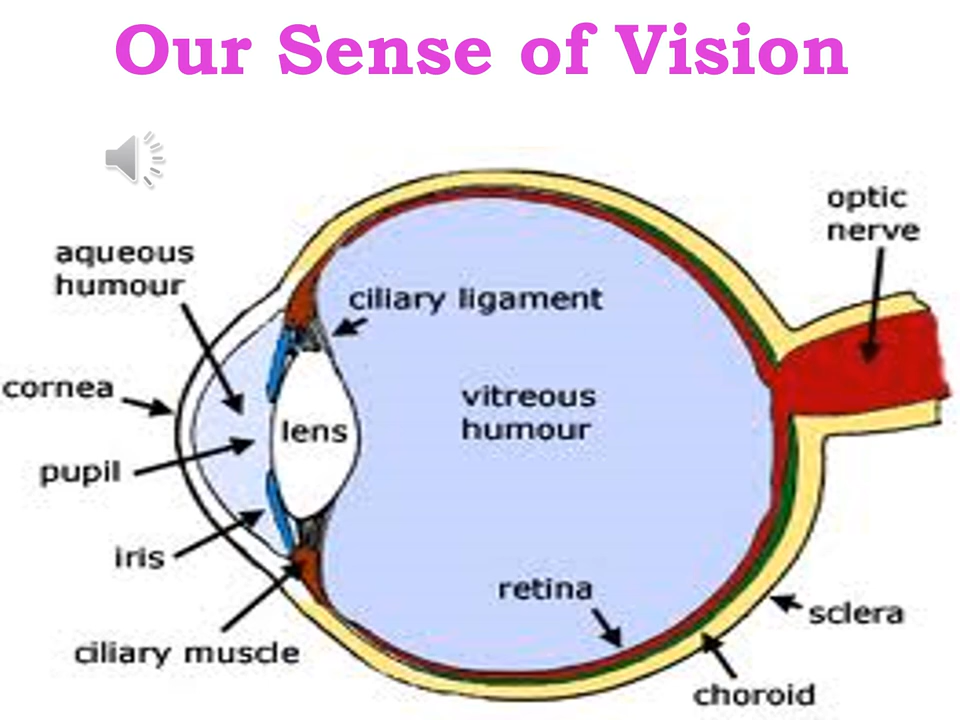 Our Sense of Vision
optic
nerve
aqueous
humour
ciliary ligament
cornea
vitreous
humour
lens
pupil
iris
retina
sclera
ciliary muscle
choroid